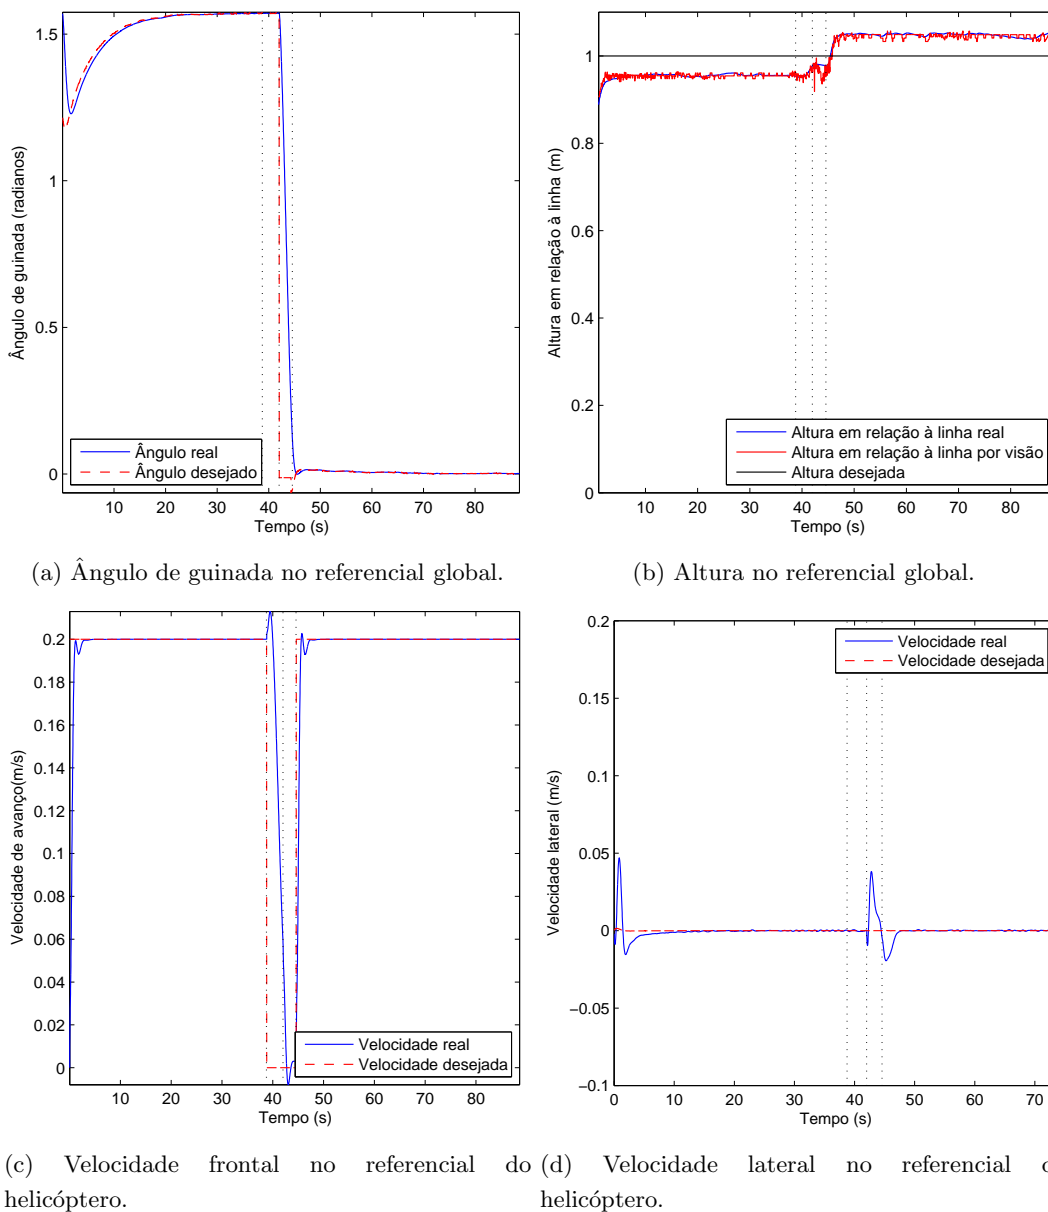 1.5
1
0.5
0
Ângulo de guinada (radianos)
Ângulo real
Ângulo desejado
10 20 30 40 50 60 70 80
Tempo (s)
(a) Ângulo de guinada no referencial global.
1
0.8
0.6
0.4
0.2
0
Altura em relação à linha (m)
Altura em relação à linha real
Altura em relação à linha por visão
Altura desejada
10 20 30 40 50 60 70 80
Tempo (s)
(b) Altura no referencial global.
0.2
0.18
0.16
0.14
0.12
0.1
0.08
0.06
0.04
0.02
0
Velocidade de avanço(m/s)
Velocidade real
Velocidade desejada
10 20 30 40 50 60 70 80
Tempo (s)
(c) Velocidade frontal no referencial do
helicóptero.
0.2
0.15
0.1
0.05
0
−0.05
−0.1
Velocidade lateral (m/s)
Velocidade real
Velocidade desejada
0 10 20 30 40 50 60 70
Tempo (s)
(d) Velocidade lateral no referencial
helicóptero.